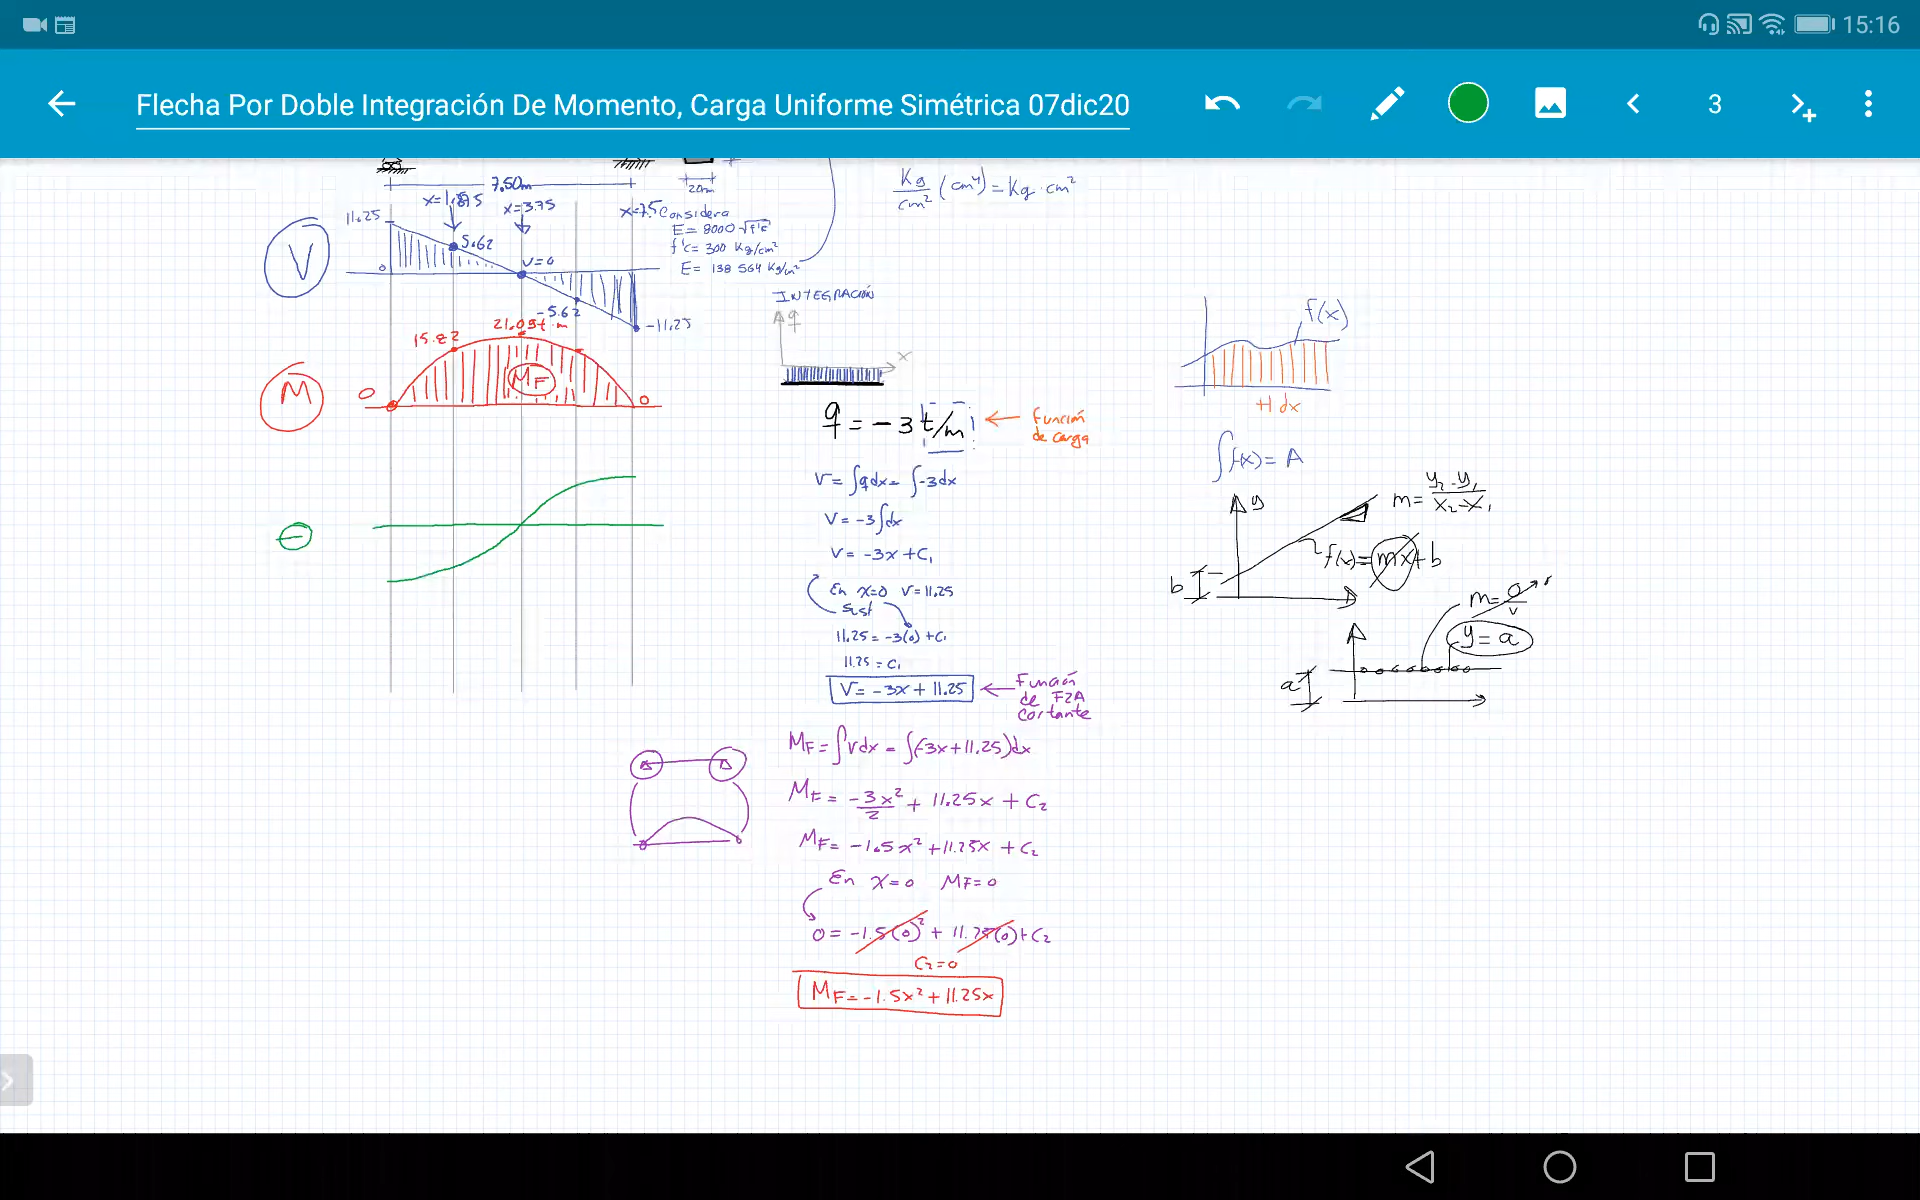 15:16
Flecha Por Doble Integración De Momento, Carga Uniforme Simétrica 07dic20
3
7.50m
20m
Kg/cm² (cm⁴) = Kg·cm²
x=1.875
x=3.75
x=7.5
11.25
5.62
V=0
0
-5.62
-11.25
V
Considera
E = 8000 √f'c
f'c = 300 Kg/cm²
E = 138 564 Kg/cm²
15.82
21.09 t·m
MF
M
0
0
θ
INTEGRACIÓN
q
x
q = -3 t/m
Función
de carga
V = ∫qdx = ∫-3dx
V = -3∫dx
V = -3x + C₁
En x=0 V=11.25
Sust
11.25 = -3(0) + C₁
11.25 = C₁
V = -3x + 11.25
Función
de FZA
Cortante
MF = ∫Vdx = ∫(-3x+11.25)dx
MF = -3x²/2 + 11.25x + C₂
MF = -1.5x² + 11.25x + C₂
En x=0 MF=0
0 = -1.5(0)² + 11.25(0) + C₂
C₂=0
MF = -1.5x² + 11.25x
f(x)
dx
∫f(x) = A
y
m = y₂-y₁/x₂-x₁
f(x) = mx + b
b
m = 0
y = a
a